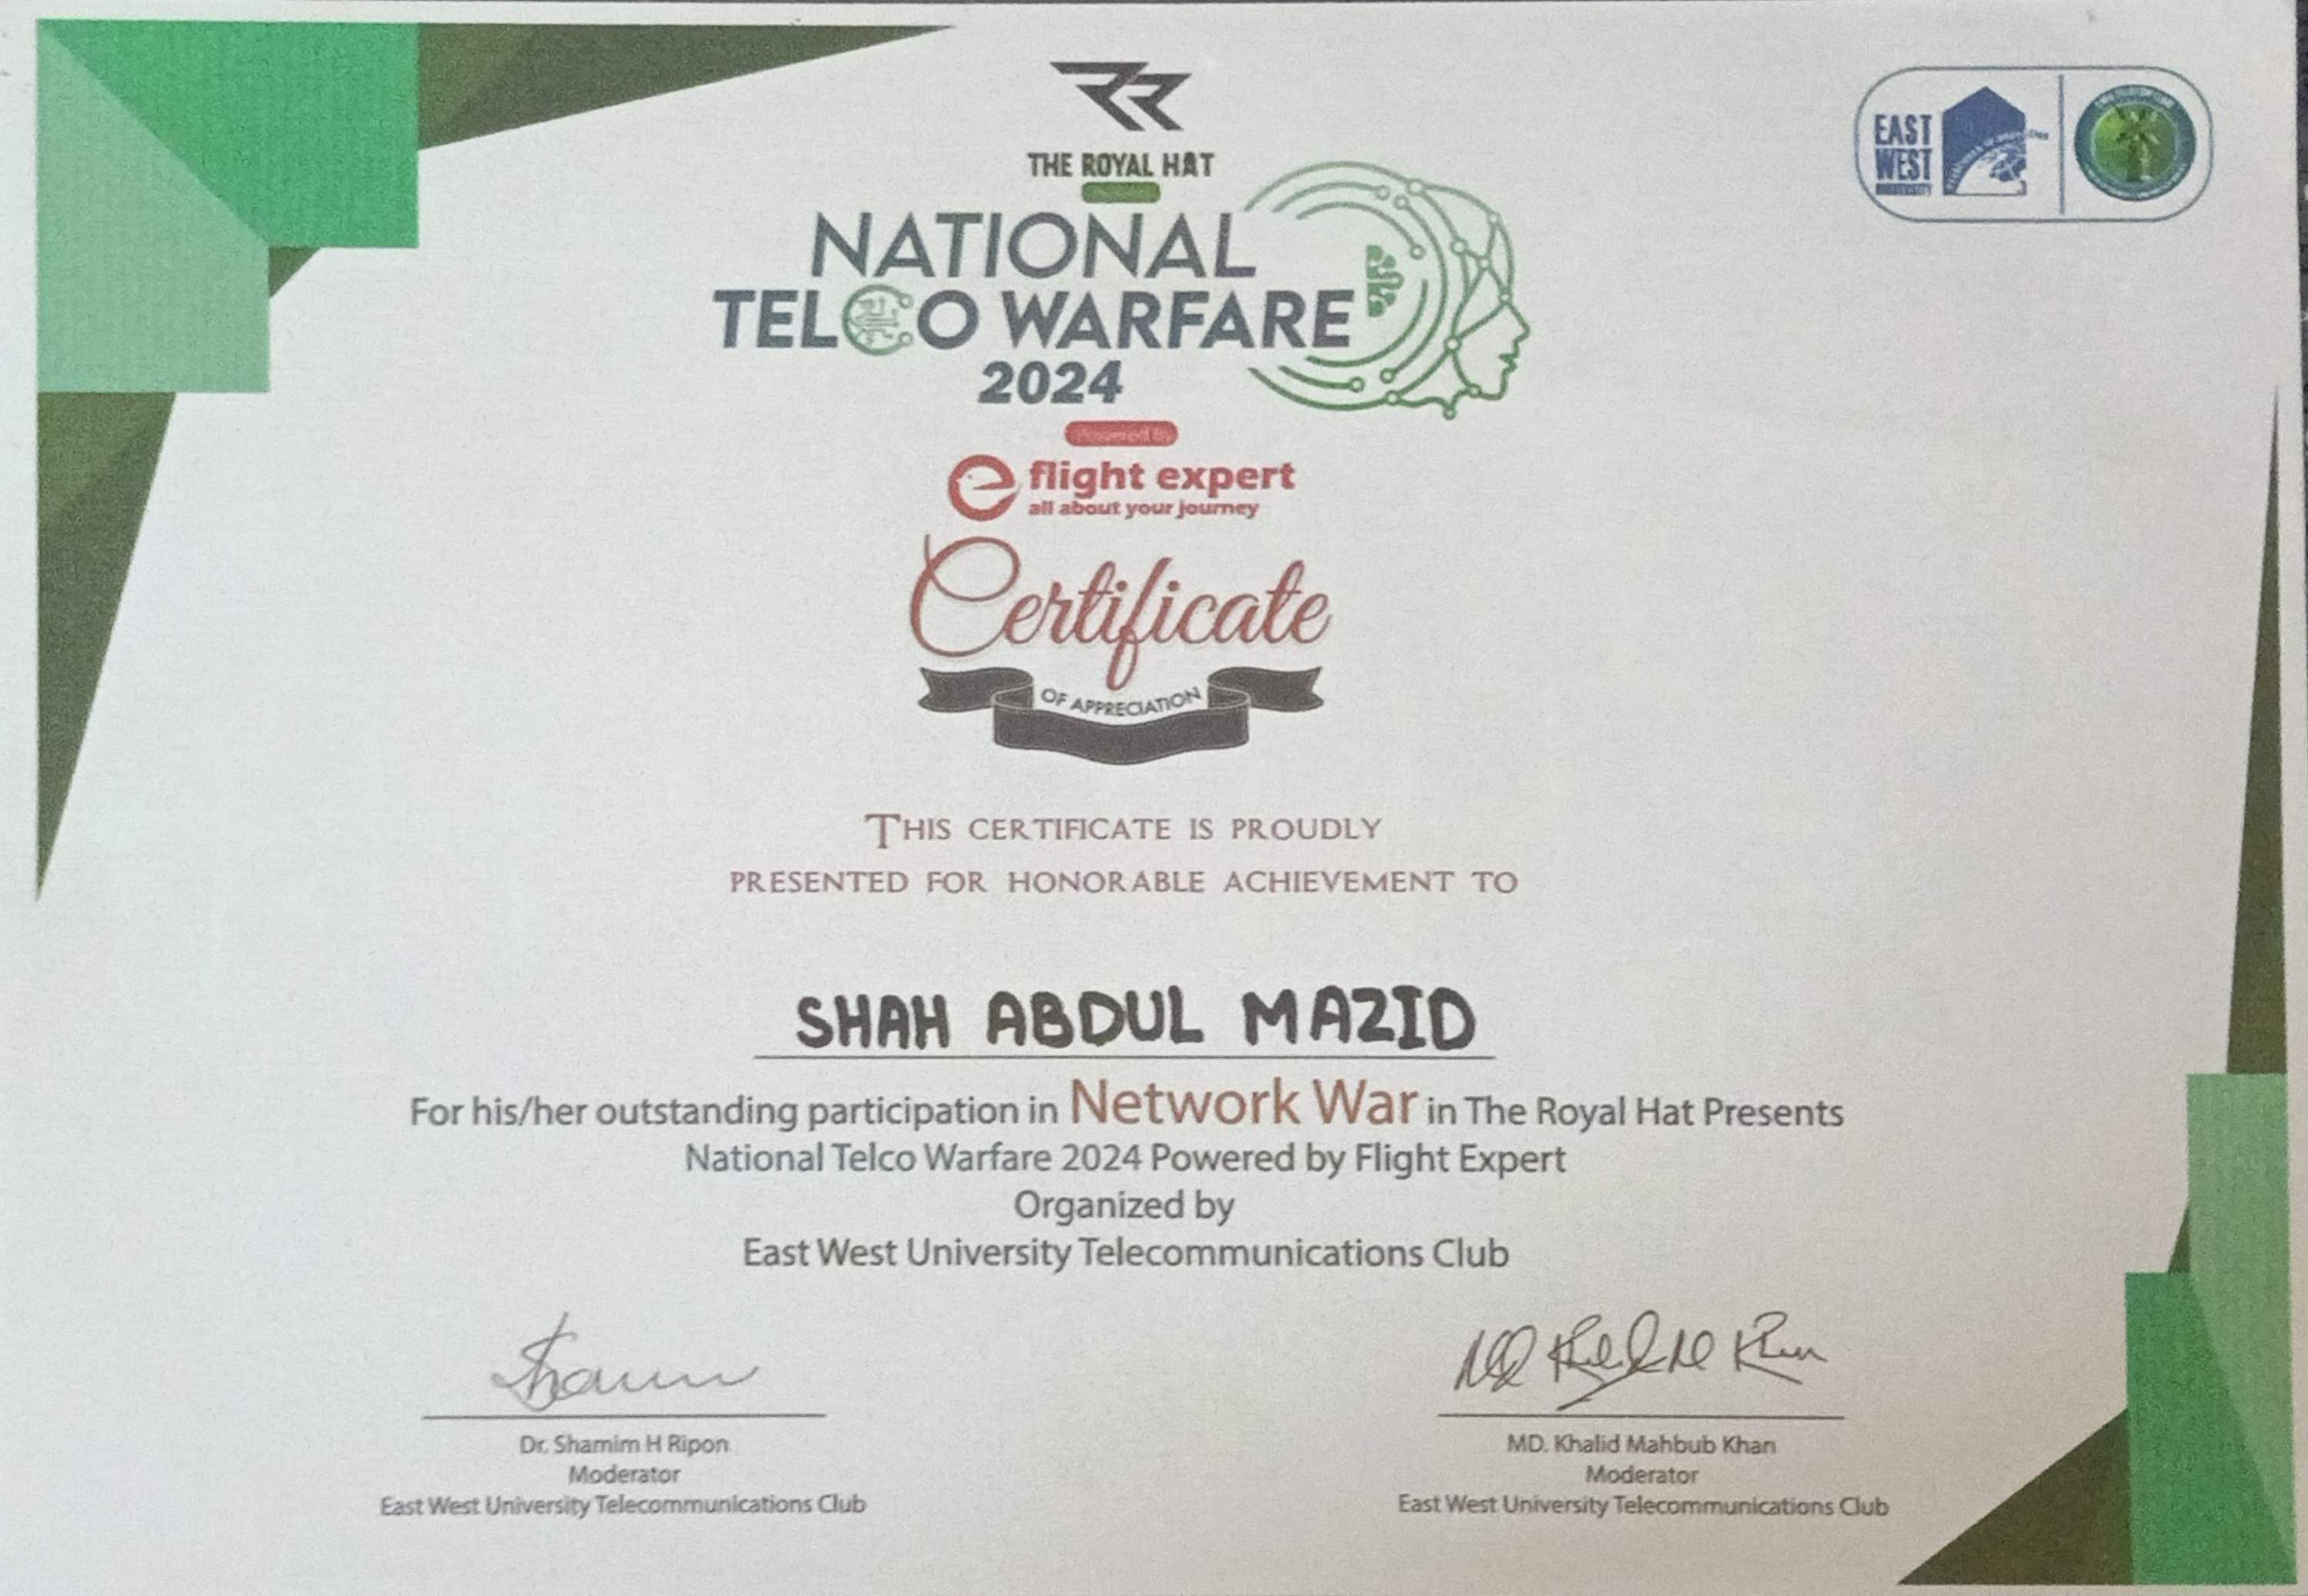 THE ROYAL HAT
NATIONAL
TELCO WARFARE
2024
Powered By
flight expert
all about your journey
EAST
WEST
UNIVERSITY
Certificate
OF APPRECIATION
THIS CERTIFICATE IS PROUDLY
PRESENTED FOR HONORABLE ACHIEVEMENT TO
SHAH ABDUL MAZID
For his/her outstanding participation in Network War in The Royal Hat Presents
National Telco Warfare 2024 Powered by Flight Expert
Organized by
East West University Telecommunications Club
Dr. Shamim H Ripon
Moderator
East West University Telecommunications Club
MD. Khalid Mahbub Khan
Moderator
East West University Telecommunications Club